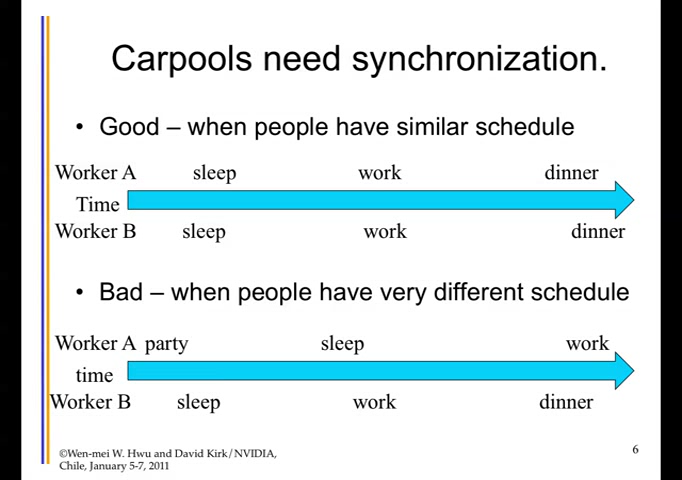 Carpools need synchronization.
• Good – when people have similar schedule
Worker A sleep work dinner
Time
Worker B sleep work dinner
• Bad – when people have very different schedule
Worker A party sleep work
time
Worker B sleep work dinner
©Wen-mei W. Hwu and David Kirk/NVIDIA,
Chile, January 5-7, 2011
6